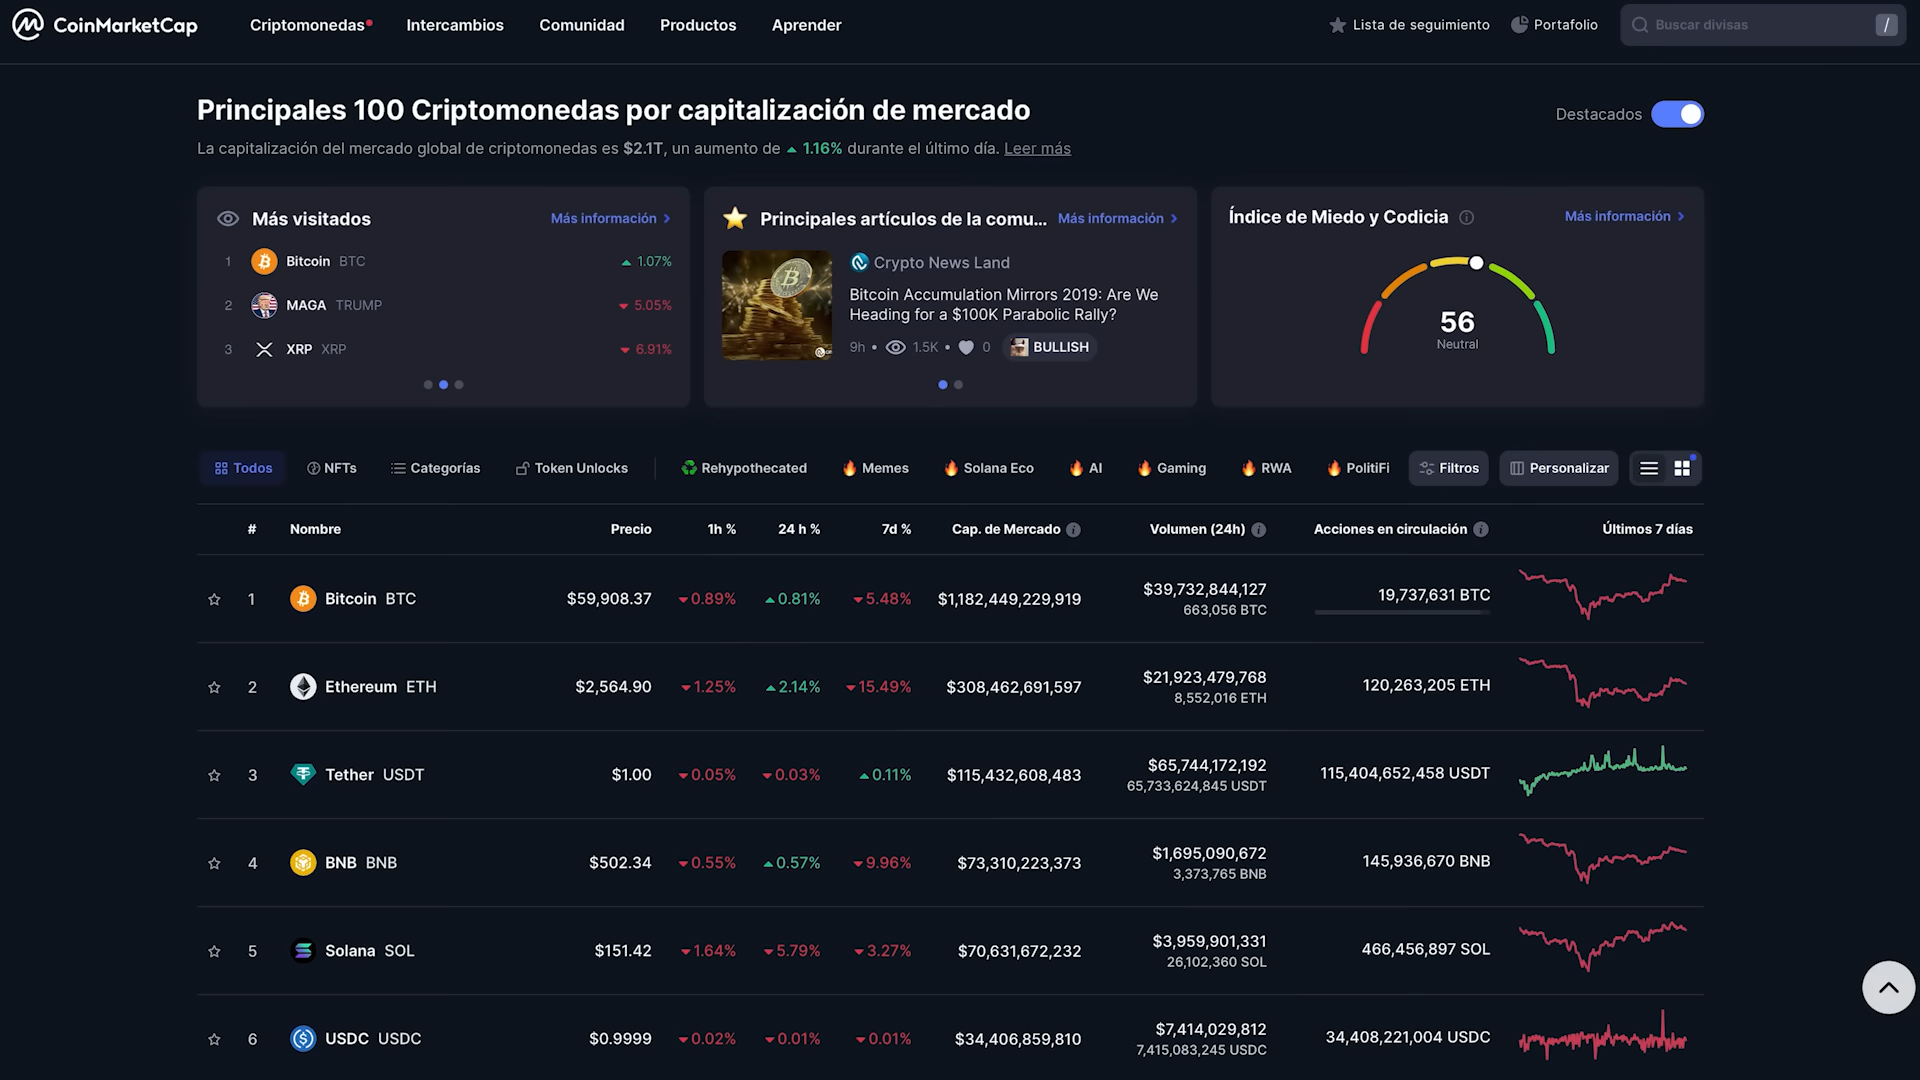 CoinMarketCap
Criptomonedas
Intercambios
Comunidad
Productos
Aprender
Lista de seguimiento
Portafolio
Buscar divisas
/
Principales 100 Criptomonedas por capitalización de mercado
Destacados
La capitalización del mercado global de criptomonedas es $2.1T, un aumento de 1.16% durante el último día. Leer más
Más visitados
Más información
1 Bitcoin BTC 1.07%
2 MAGA TRUMP 5.05%
3 XRP XRP 6.91%
Principales artículos de la comu...
Más información
Crypto News Land
Bitcoin Accumulation Mirrors 2019: Are We
Heading for a $100K Parabolic Rally?
9h • 1.5K • 0 BULLISH
Índice de Miedo y Codicia
Más información
56
Neutral
Todos
NFTs
Categorías
Token Unlocks
Rehypothecated
Memes
Solana Eco
AI
Gaming
RWA
PolitiFi
Filtros
Personalizar
# Nombre Precio 1h % 24 h % 7d % Cap. de Mercado Volumen (24h) Acciones en circulación Últimos 7 días
1 Bitcoin BTC $59,908.37 0.89% 0.81% 5.48% $1,182,449,229,919 $39,732,844,127 19,737,631 BTC
663,056 BTC
2 Ethereum ETH $2,564.90 1.25% 2.14% 15.49% $308,462,691,597 $21,923,479,768 120,263,205 ETH
8,552,016 ETH
3 Tether USDT $1.00 0.05% 0.03% 0.11% $115,432,608,483 $65,744,172,192 115,404,652,458 USDT
65,733,624,845 USDT
4 BNB BNB $502.34 0.55% 0.57% 9.96% $73,310,223,373 $1,695,090,672 145,936,670 BNB
3,373,765 BNB
5 Solana SOL $151.42 1.64% 5.79% 3.27% $70,631,672,232 $3,959,901,331 466,456,897 SOL
26,102,360 SOL
6 USDC USDC $0.9999 0.02% 0.01% 0.01% $34,406,859,810 $7,414,029,812 34,408,221,004 USDC
7,415,083,245 USDC